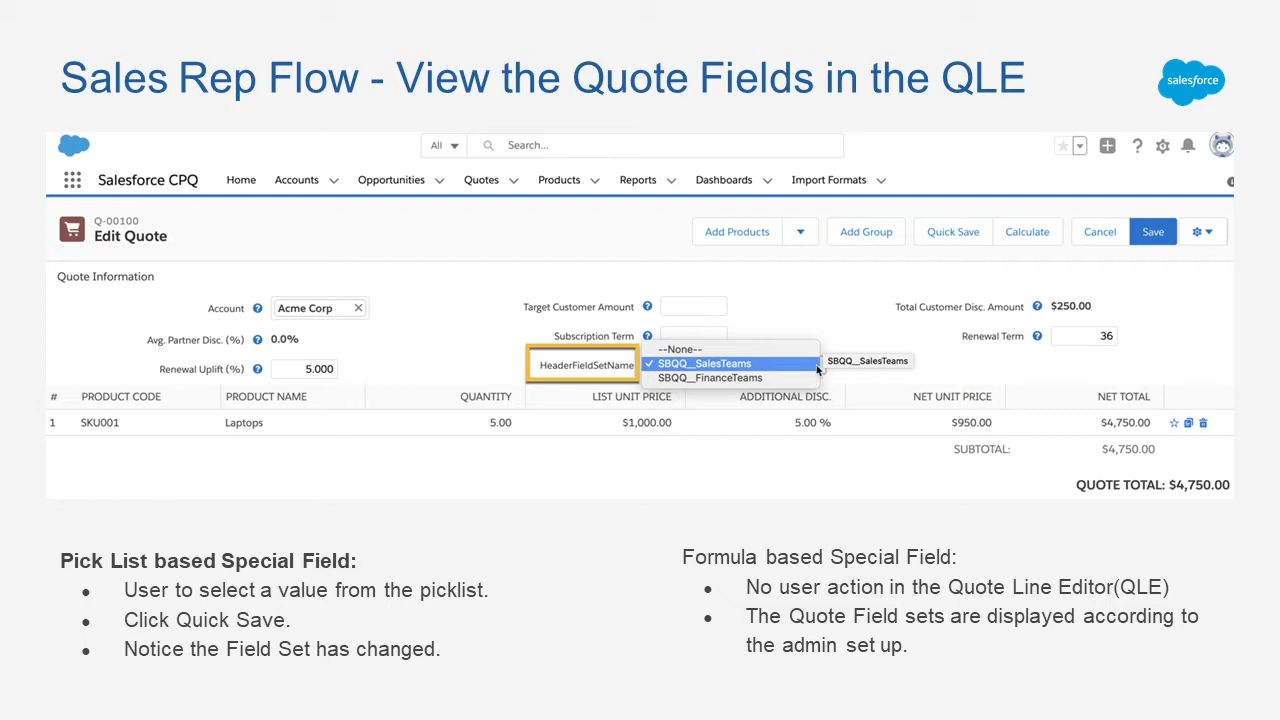 Sales Rep Flow - View the Quote Fields in the QLE
salesforce
All
Search...
Salesforce CPQ
Home
Accounts
Opportunities
Quotes
Products
Reports
Dashboards
Import Formats
Q-00100
Edit Quote
Add Products
Add Group
Quick Save
Calculate
Cancel
Save
Quote Information
Account
Acme Corp
Target Customer Amount
Total Customer Disc. Amount
$250.00
Avg. Partner Disc. (%)
0.0%
Subscription Term
Renewal Term
36
Renewal Uplift (%)
5.000
HeaderFieldSetName
--None--
SBQQ__SalesTeams
SBQQ__FinanceTeams
SBQQ__SalesTeams
# PRODUCT CODE PRODUCT NAME QUANTITY LIST UNIT PRICE ADDITIONAL DISC. NET UNIT PRICE NET TOTAL
1 SKU001 Laptops 5.00 $1,000.00 5.00 % $950.00 $4,750.00
SUBTOTAL: $4,750.00
QUOTE TOTAL: $4,750.00
Pick List based Special Field:
● User to select a value from the picklist.
● Click Quick Save.
● Notice the Field Set has changed.
Formula based Special Field:
● No user action in the Quote Line Editor(QLE)
● The Quote Field sets are displayed according to
the admin set up.